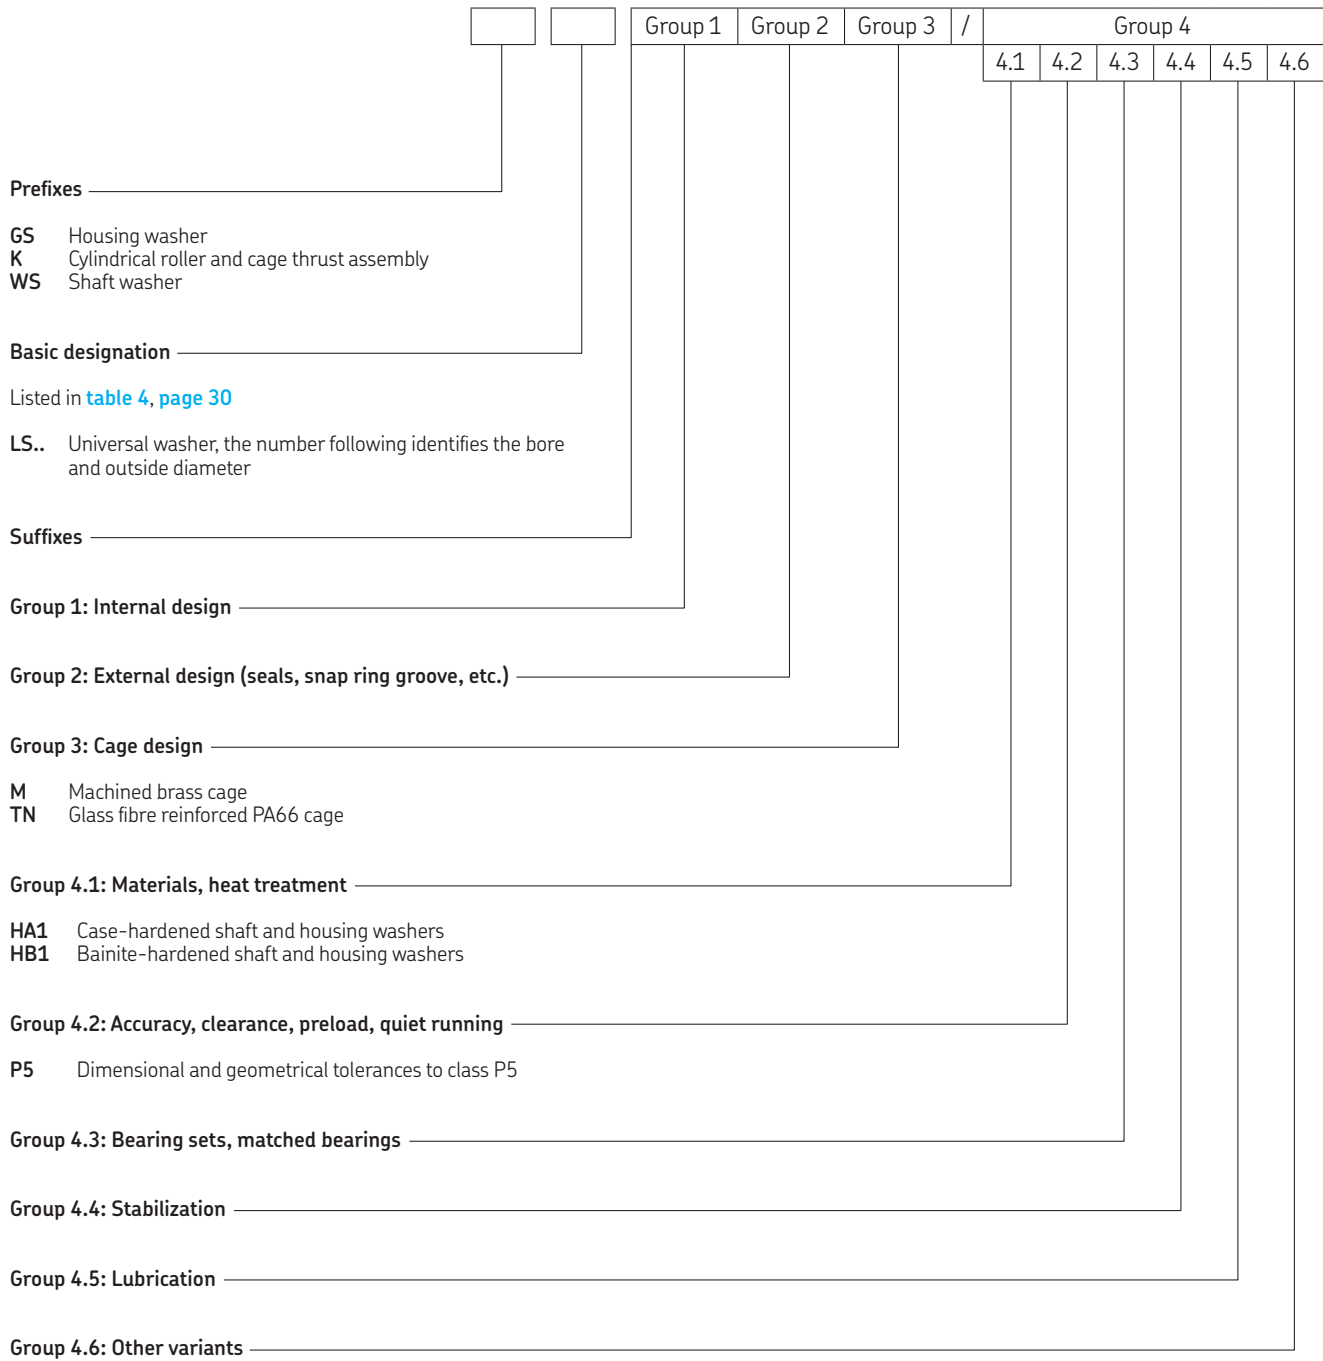 Group 1 Group 2 Group 3 / Group 4
4.1 4.2 4.3 4.4 4.5 4.6
Prefixes
GS Housing washer
K Cylindrical roller and cage thrust assembly
WS Shaft washer
Basic designation
Listed in table 4, page 30
LS.. Universal washer, the number following identifies the bore
and outside diameter
Suffixes
Group 1: Internal design
Group 2: External design (seals, snap ring groove, etc.)
Group 3: Cage design
M Machined brass cage
TN Glass fibre reinforced PA66 cage
Group 4.1: Materials, heat treatment
HA1 Case-hardened shaft and housing washers
HB1 Bainite-hardened shaft and housing washers
Group 4.2: Accuracy, clearance, preload, quiet running
P5 Dimensional and geometrical tolerances to class P5
Group 4.3: Bearing sets, matched bearings
Group 4.4: Stabilization
Group 4.5: Lubrication
Group 4.6: Other variants